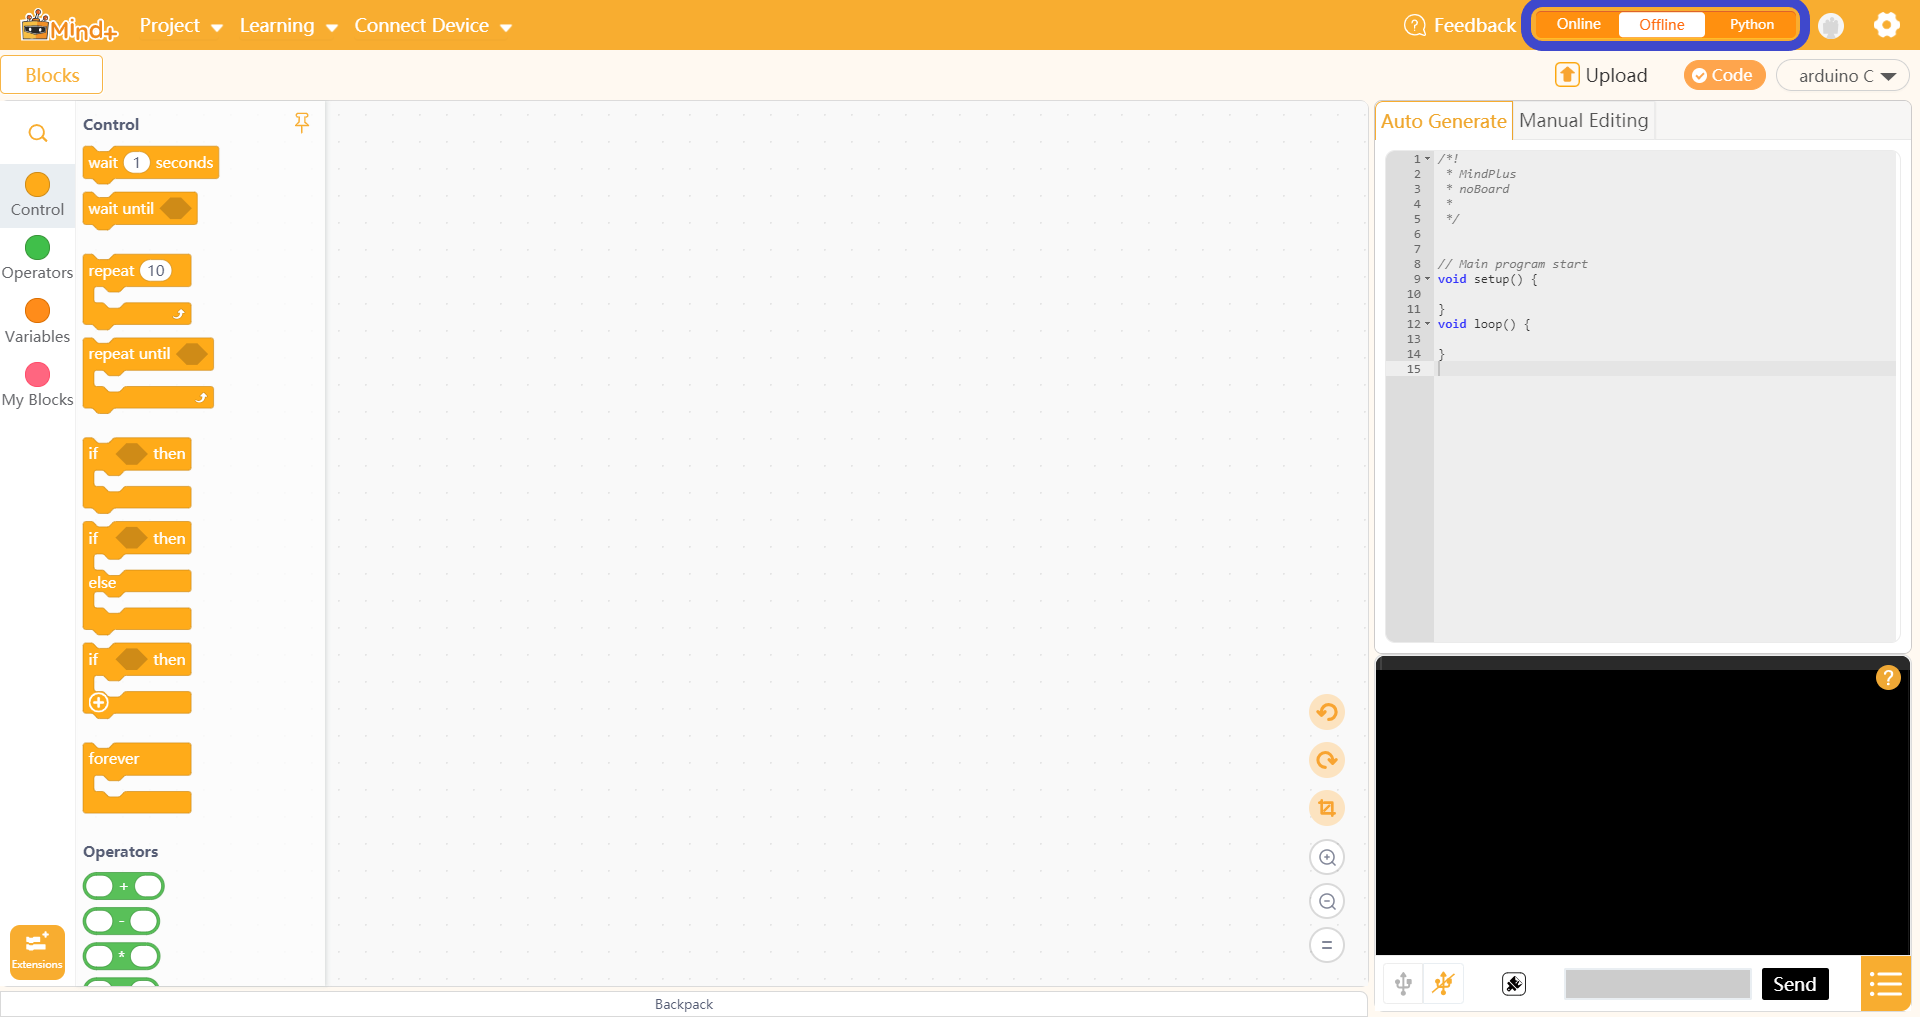 Mind+ Project Learning Connect Device Feedback Online Offline Python
Blocks Upload Code arduino C
Control
Operators
Variables
My Blocks
Extensions
Control
wait 1 seconds
wait until
repeat 10
repeat until
if then
if then
else
if then
forever
Operators
+
-
*
Backpack
Auto Generate Manual Editing
1 /*!
2 * MindPlus
3 * noBoard
4 *
5 */
6
7
8 // Main program start
9 void setup() {
10
11 }
12 void loop() {
13
14 }
15
?
Send